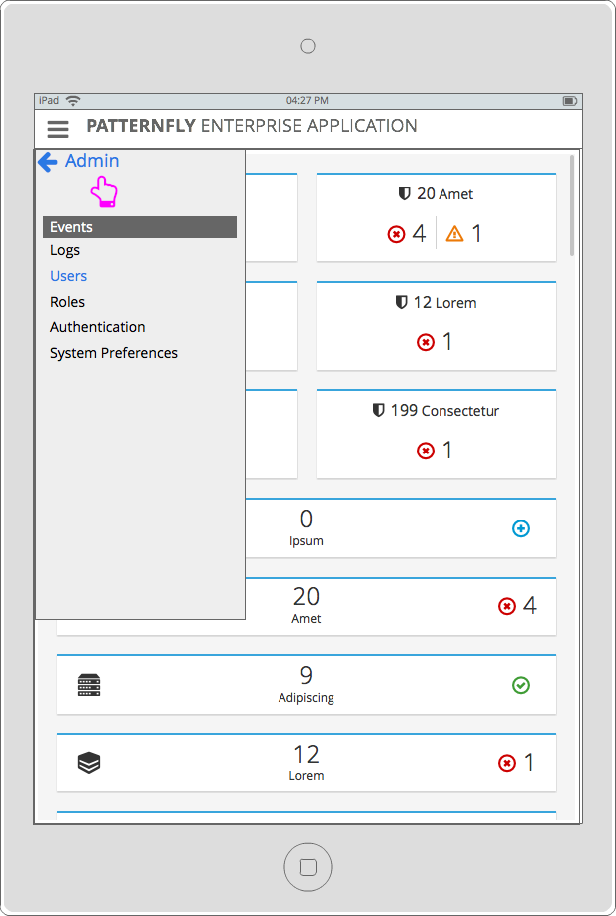 iPad 04:27 PM
PATTERNFLY ENTERPRISE APPLICATION
Admin
Events
Logs
Users
Roles
Authentication
System Preferences
20 Amet
4 1
12 Lorem
1
199 Consectetur
1
0
Ipsum
20
Amet
4
9
Adipiscing
12
Lorem
1